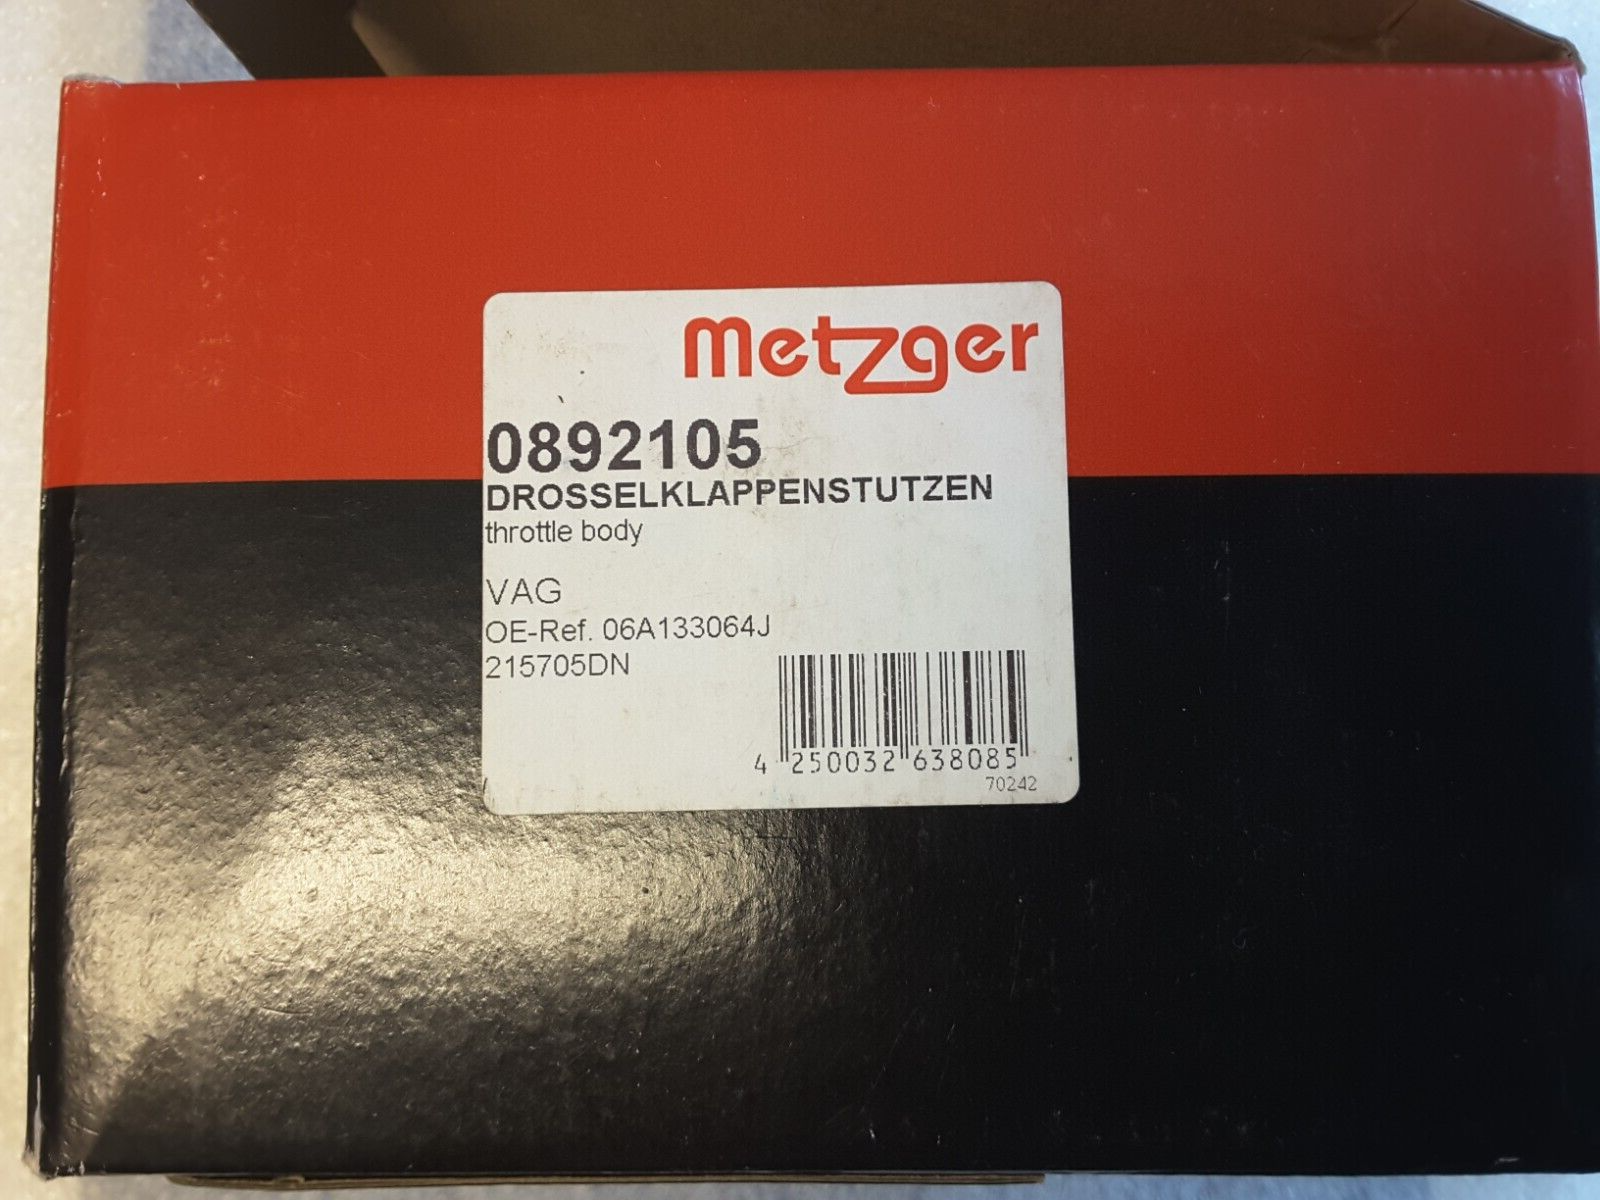 metzger
0892105
DROSSELKLAPPENSTUTZEN
throttle body
VAG
OE-Ref. 06A133064J
215705DN
4 250032 638085
70242